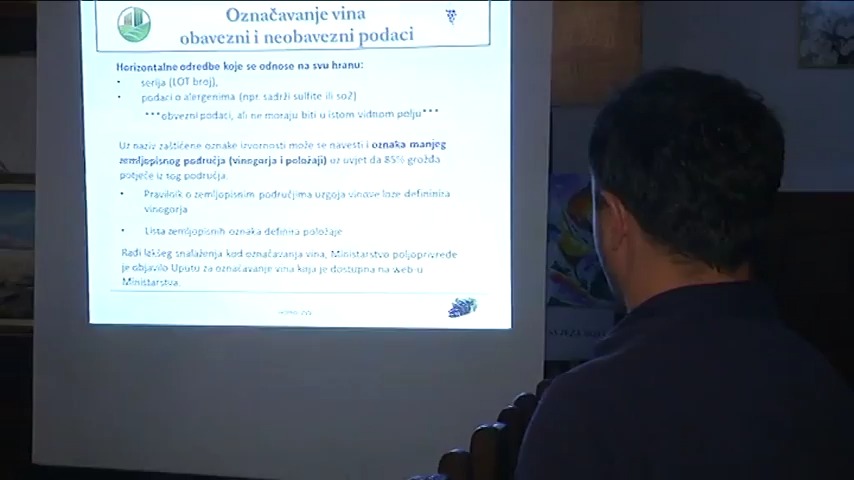 Označavanje vina
obavezni i neobavezni podaci
Horizontalne odredbe koje se odnose na svu hranu:
• serija (LOT broj),
• podaci o alergenima (npr. sadrži sulfite ili so2)
***obvezni podaci, ali ne moraju biti u istom vidnom polju***
Uz naziv zaštićene oznake izvornosti može se navesti i oznaka manjeg
zemljopisnog područja (vinogorja i položaji) uz uvjet da 85% grožđa
potječe iz tog područja.
• Pravilnik o zemljopisnim područjima uzgoja vinove loze definira
vinogorja
• Lista zemljopisnih oznaka definira položaje
Radi lakšeg snalaženja kod označavanja vina, Ministarstvo poljoprivrede
je objavilo Uputu za označavanje vina koja je dostupna na web-u
Ministarstva.